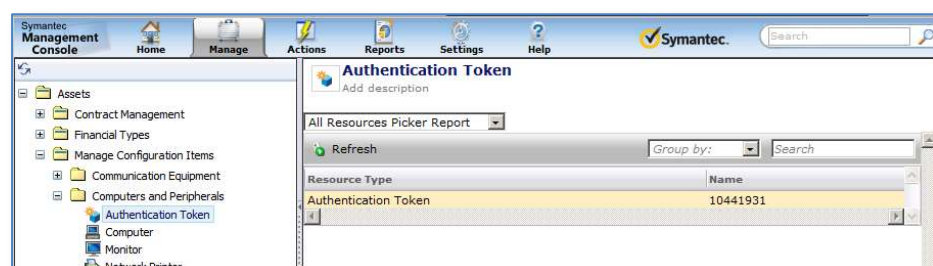 Symantec
Management
Console
Home
Manage
Actions
Reports
Settings
Help
Symantec.
Search
Assets
Contract Management
Financial Types
Manage Configuration Items
Communication Equipment
Computers and Peripherals
Authentication Token
Computer
Monitor
Network Printer
Authentication Token
Add description
All Resources Picker Report
Refresh
Group by:
Search
Resource Type Name
Authentication Token 10441931